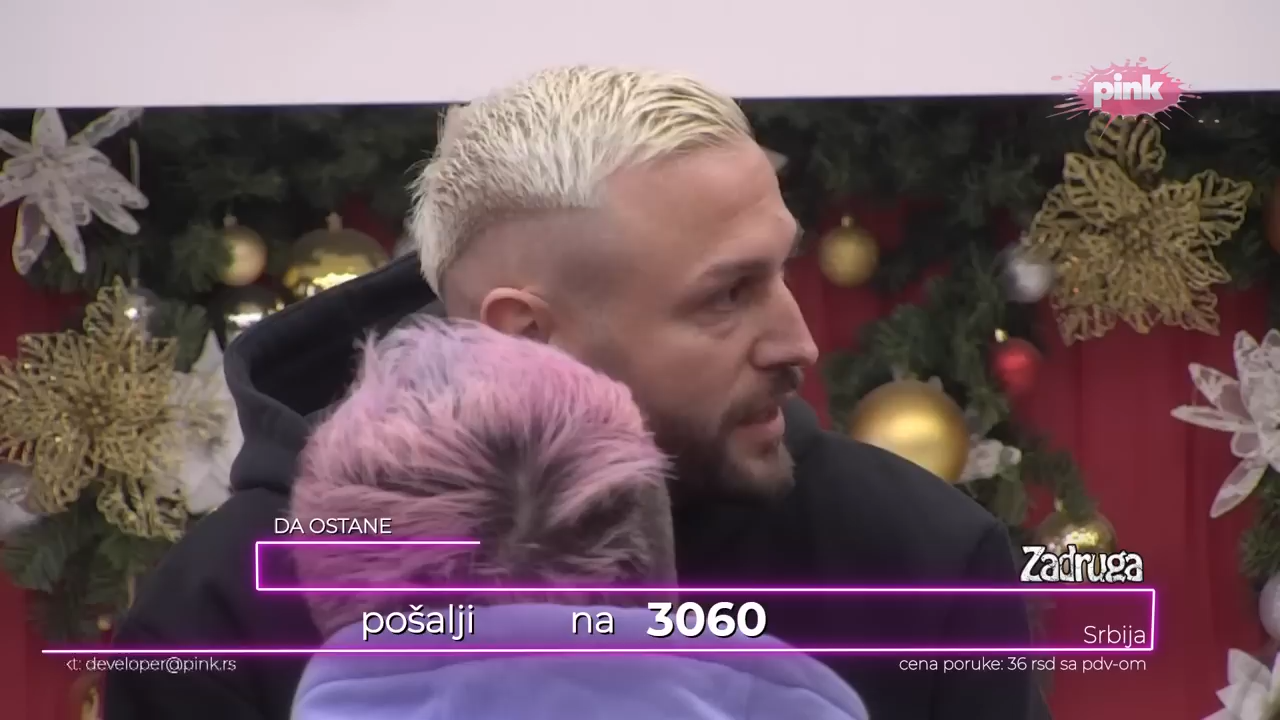 pink
DA OSTANE
Zadruga
pošalji na 3060
Srbija
kt: developer@pink.rs
cena poruke: 36 rsd sa pdv-om